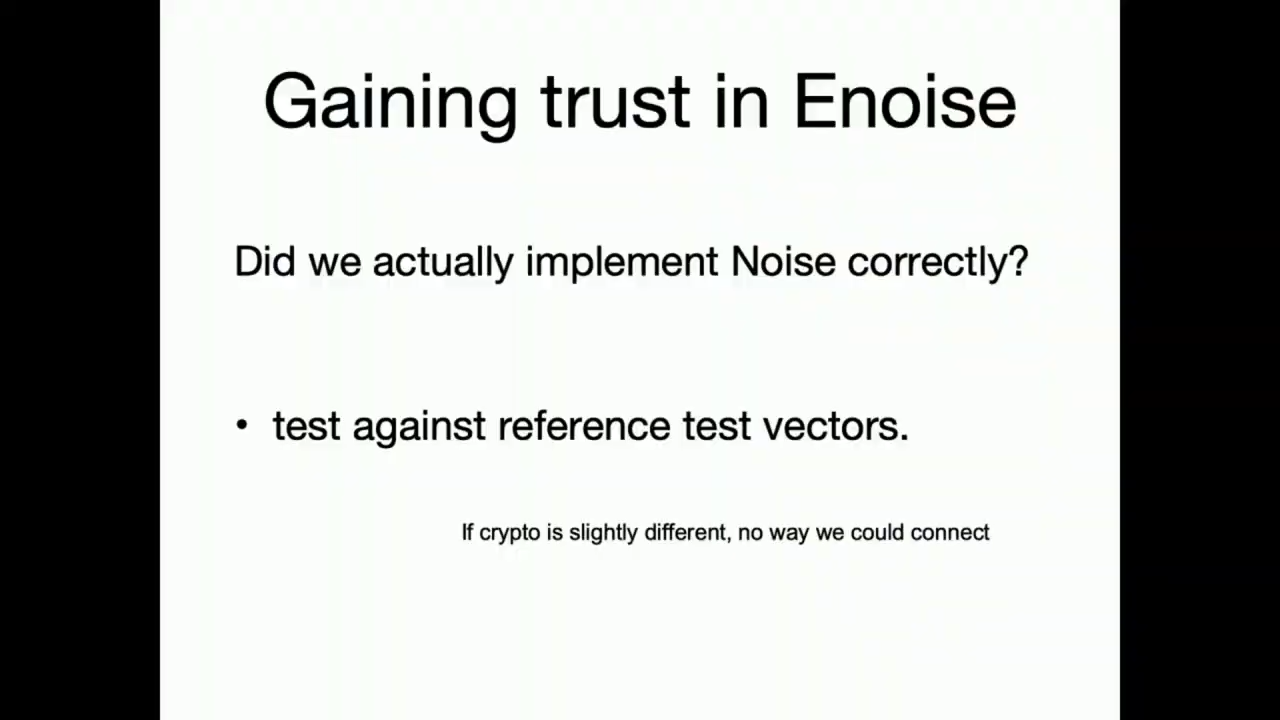 Gaining trust in Enoise
Did we actually implement Noise correctly?
• test against reference test vectors.
If crypto is slightly different, no way we could connect